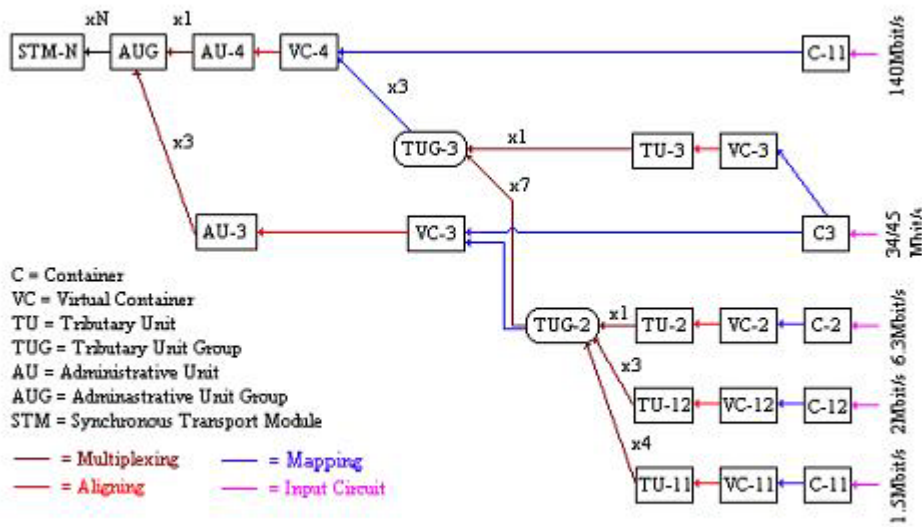 xN
x1
STM-N
AUG
AU-4
VC-4
C-11
140Mbit/s
x3
TUG-3
x1
TU-3
VC-3
x3
x7
AU-3
VC-3
C3
34/45
Mbit/s
C = Container
VC = Virtual Container
TU = Tributary Unit
TUG = Tributary Unit Group
AU = Administrative Unit
AUG = Adminastrative Unit Group
STM = Synchronous Transport Module
TUG-2
x1
TU-2
VC-2
C-2
6.3Mbit/s
x3
TU-12
VC-12
C-12
2Mbit/s
x4
TU-11
VC-11
C-11
1.5Mbit/s
= Multiplexing
= Mapping
= Aligning
= Input Circuit